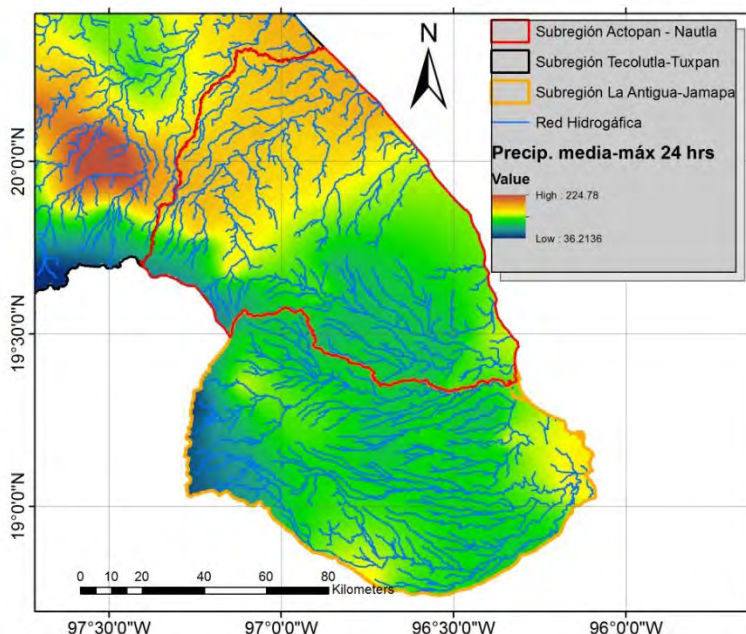 Subregión Actopan - Nautla
Subregión Tecolutla-Tuxpan
Subregión La Antigua-Jamapa
Red Hidrogáfica
Precip. media-máx 24 hrs
Value
High : 224.78
Low : 36.2136
N
20°0'0"N
19°30'0"N
19°0'0"N
0 10 20 40 60 80
Kilometers
97°30'0"W 97°0'0"W 96°30'0"W 96°0'0"W